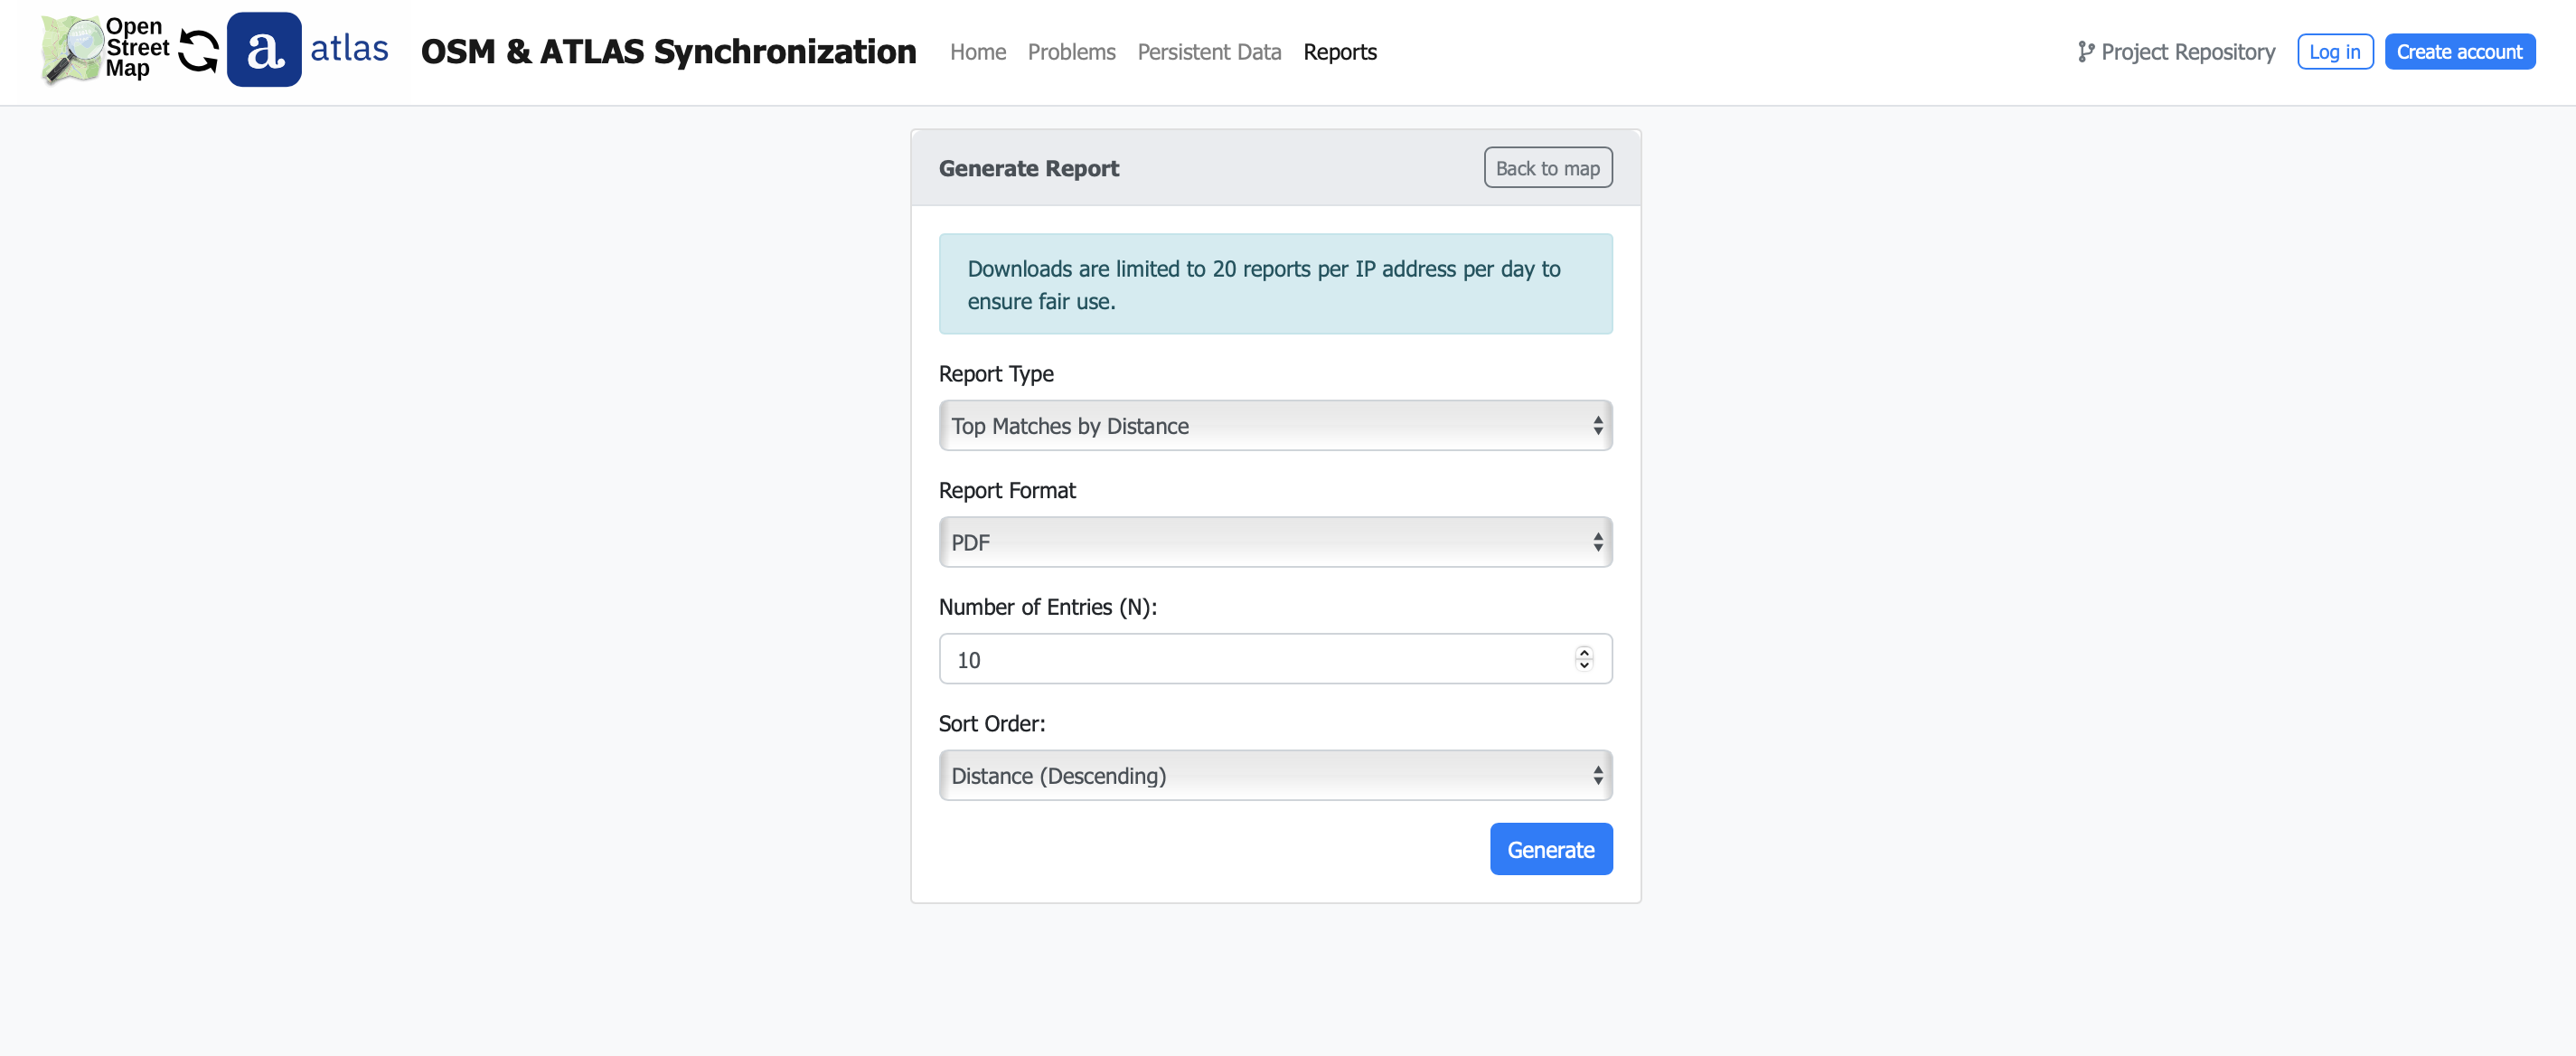 Open
Street
Map
a atlas
OSM & ATLAS Synchronization
Home Problems Persistent Data Reports
Project Repository Log in Create account
Generate Report Back to map
Downloads are limited to 20 reports per IP address per day to
ensure fair use.
Report Type
Top Matches by Distance
Report Format
PDF
Number of Entries (N):
10
Sort Order:
Distance (Descending)
Generate